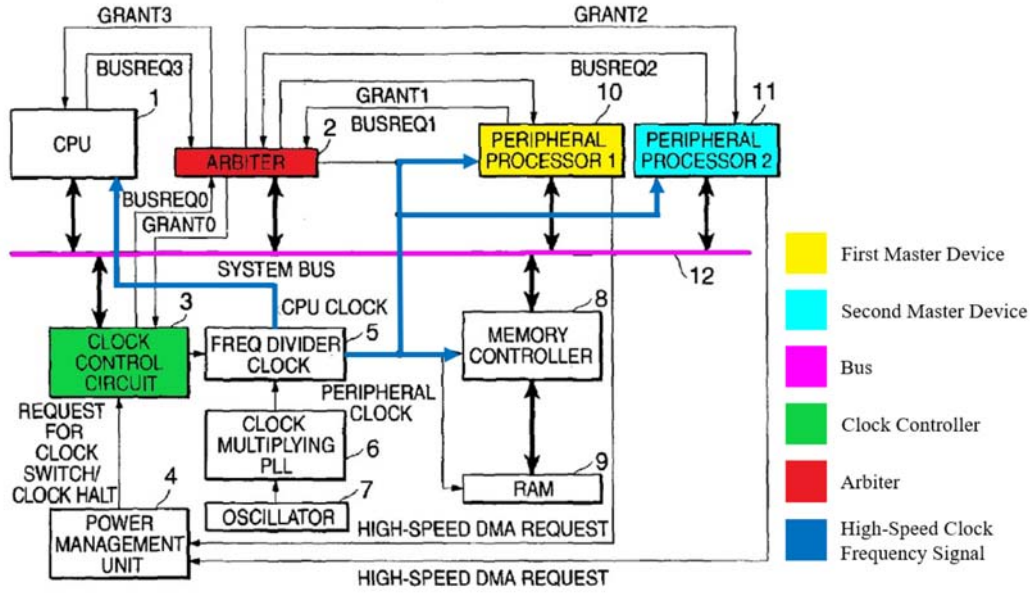 GRANT3
GRANT2
BUSREQ3
BUSREQ2
1
GRANT1
10
11
2
BUSREQ1
CPU
ARBITER
PERIPHERAL
PROCESSOR 1
PERIPHERAL
PROCESSOR 2
BUSREQ0
GRANT0
SYSTEM BUS
12
3
CPU CLOCK
5
8
CLOCK
CONTROL
CIRCUIT
FREQ DIVIDER
CLOCK
MEMORY
CONTROLLER
PERIPHERAL
CLOCK
REQUEST
FOR
CLOCK
SWITCH/
CLOCK HALT
CLOCK
MULTIPLYING
PLL
6
4
7
9
RAM
OSCILLATOR
POWER
MANAGEMENT
UNIT
HIGH-SPEED DMA REQUEST
HIGH-SPEED DMA REQUEST
First Master Device
Second Master Device
Bus
Clock Controller
Arbiter
High-Speed Clock
Frequency Signal